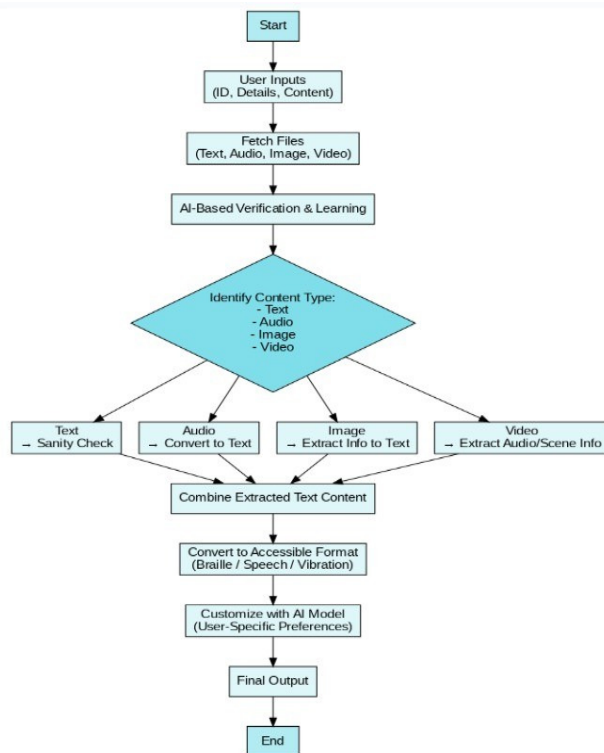 Start
User Inputs
(ID, Details, Content)
Fetch Files
(Text, Audio, Image, Video)
AI-Based Verification & Learning
Identify Content Type:
- Text
- Audio
- Image
- Video
Text
→ Sanity Check
Audio
→ Convert to Text
Image
→ Extract Info to Text
Video
→ Extract Audio/Scene Info
Combine Extracted Text Content
Convert to Accessible Format
(Braille / Speech / Vibration)
Customize with AI Model
(User-Specific Preferences)
Final Output
End